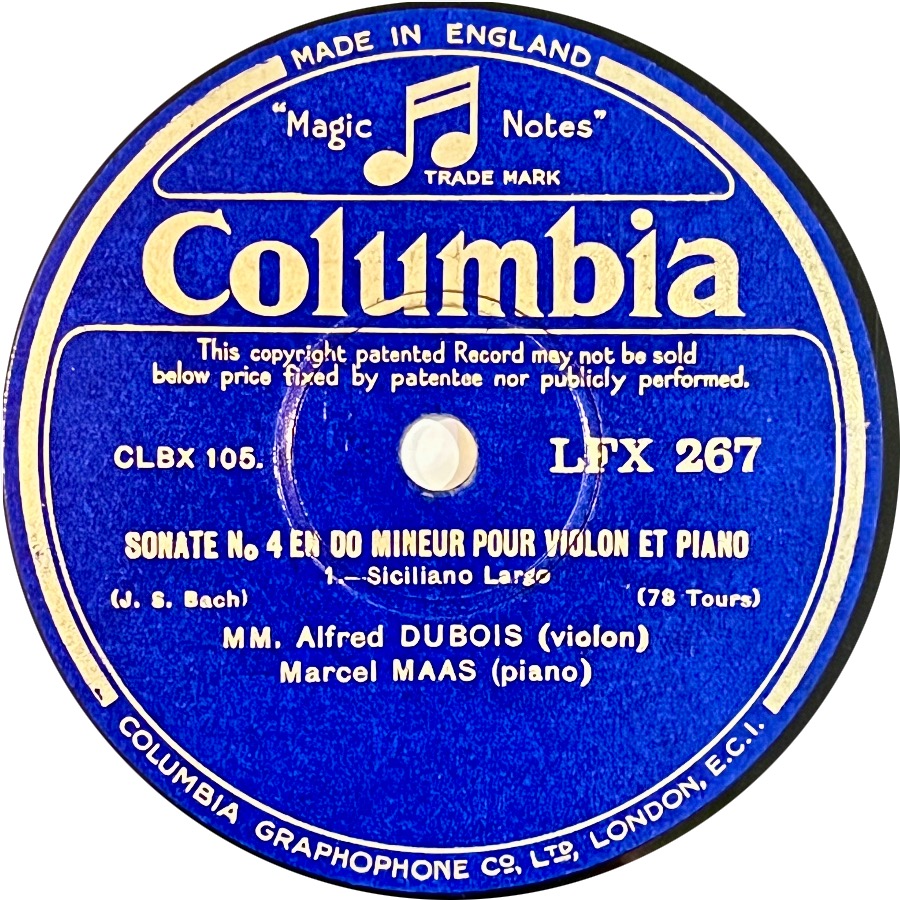 MADE IN ENGLAND
“Magic Notes”
TRADE MARK
Columbia
This copyright patented Record may not be sold
below price fixed by patentee nor publicly performed.
CLBX 105. LFX 267
SONATE No 4 EN DO MINEUR POUR VIOLON ET PIANO
1.—Siciliano Largo
(J. S. Bach) (78 Tours)
MM. Alfred DUBOIS (violon)
Marcel MAAS (piano)
COLUMBIA GRAPHOPHONE Co, LTD, LONDON, E.C.I.